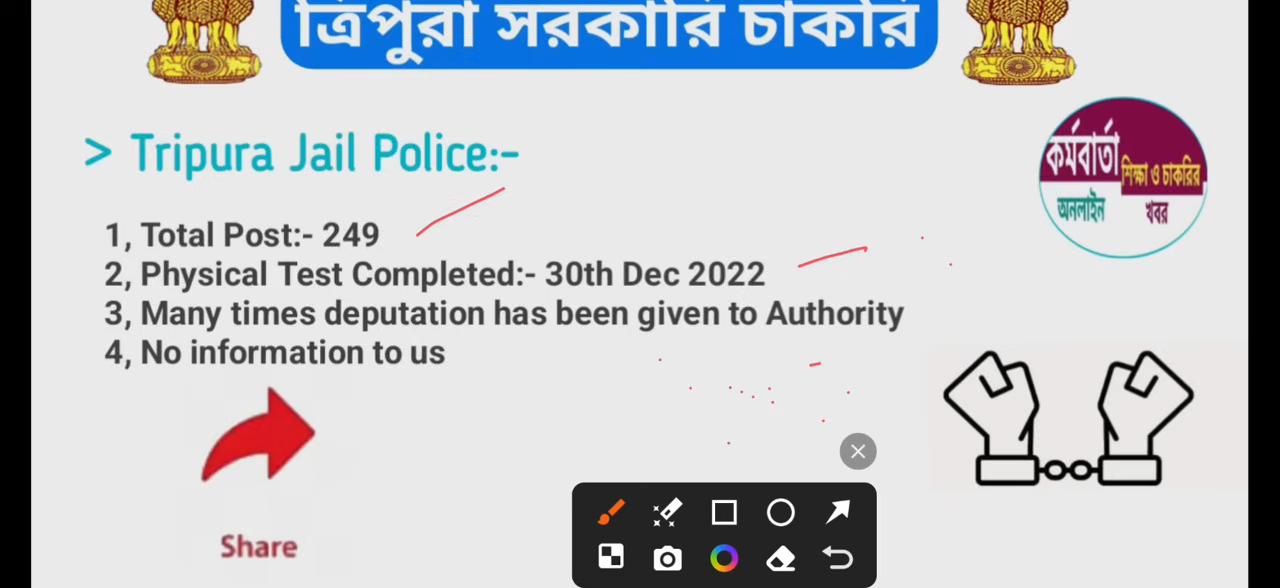 ত্রিপুরা সরকারি চাকরি
> Tripura Jail Police:-
কর্মবার্তা
শিক্ষা ও চাকরির
অনলাইন খবর
1, Total Post:- 249
2, Physical Test Completed:- 30th Dec 2022
3, Many times deputation has been given to Authority
4, No information to us
Share